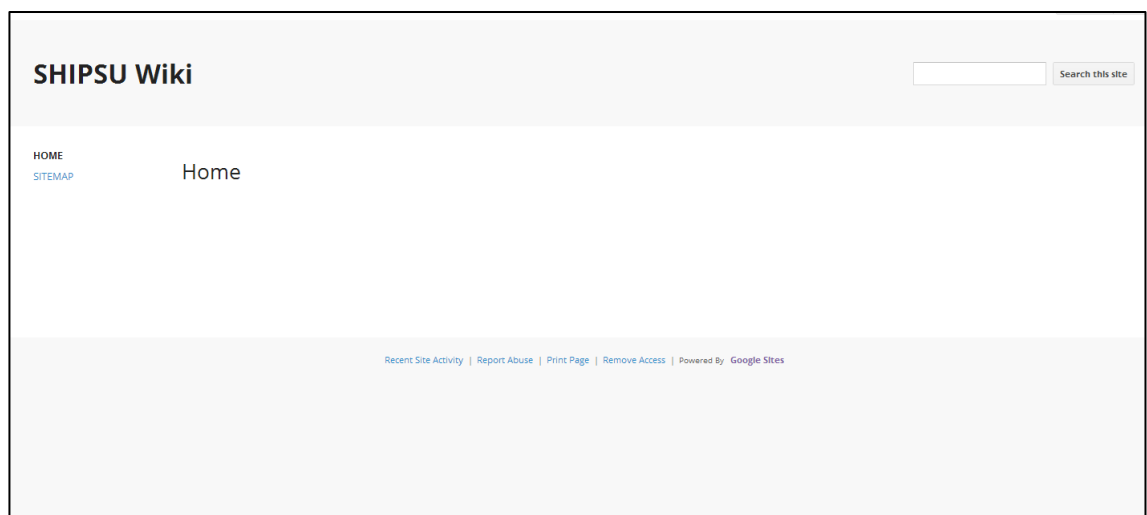 SHIPSU Wiki
Search this site
HOME
SITEMAP
Home
Recent Site Activity | Report Abuse | Print Page | Remove Access | Powered By Google Sites